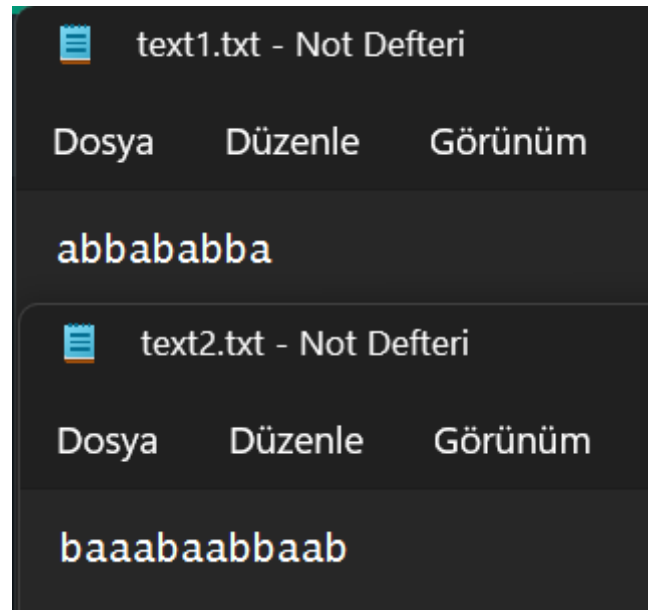 text1.txt - Not Defteri
Dosya Düzenle Görünüm
abbababba
text2.txt - Not Defteri
Dosya Düzenle Görünüm
baaabaabbaab